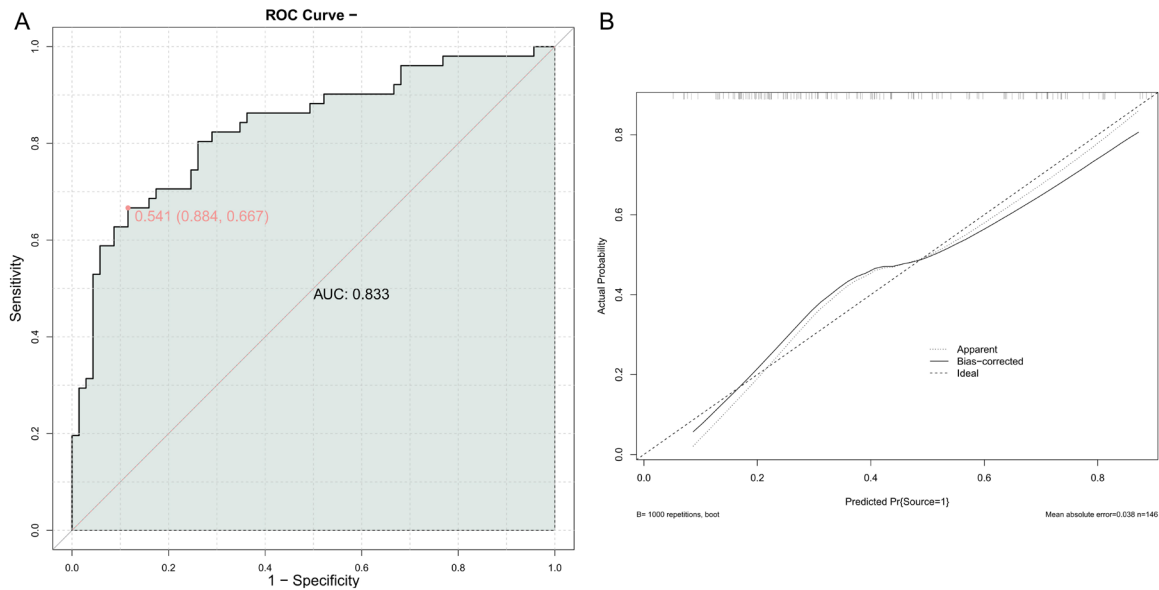 A
ROC Curve −
Sensitivity
1.0
0.8
0.6
0.4
0.2
0.0
0.541 (0.884, 0.667)
AUC: 0.833
0.0 0.2 0.4 0.6 0.8 1.0
1 − Specificity
B
Actual Probability
0.8
0.6
0.4
0.2
0.0
Apparent
Bias−corrected
Ideal
0.0 0.2 0.4 0.6 0.8
Predicted Pr{Source=1}
B= 1000 repetitions, boot
Mean absolute error=0.038 n=146